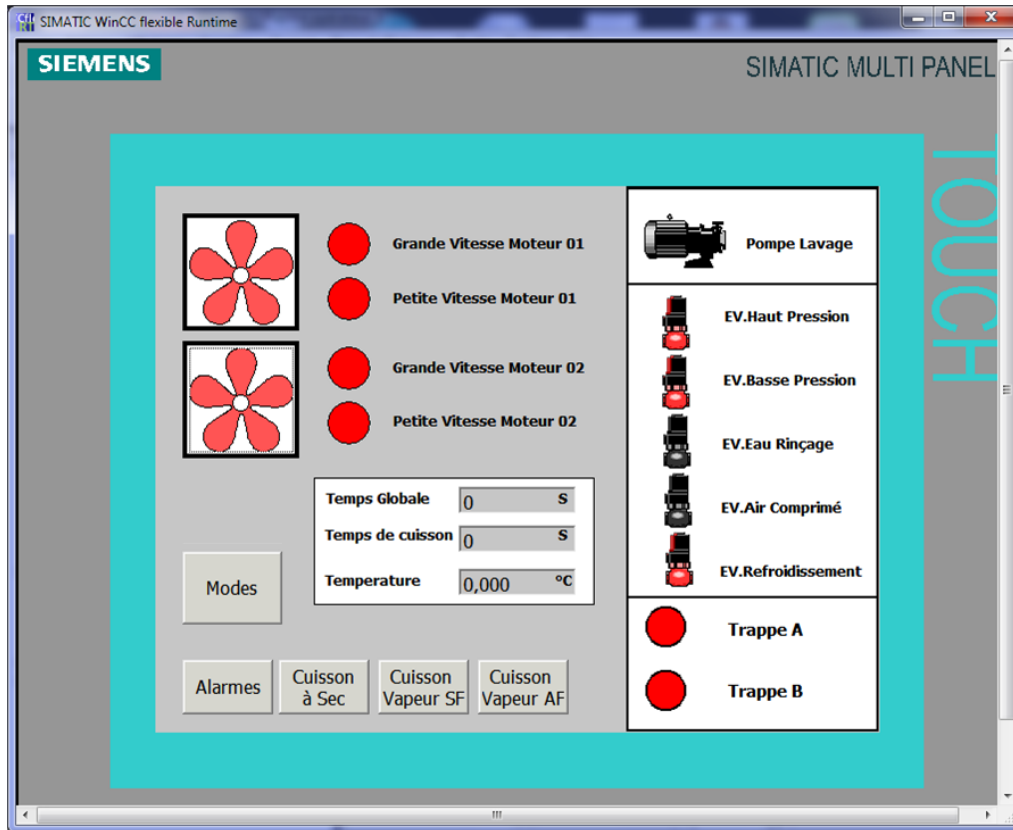 SIMATIC WinCC flexible Runtime
SIEMENS
SIMATIC MULTI PANEL
TOUCH
Grande Vitesse Moteur 01
Petite Vitesse Moteur 01
Grande Vitesse Moteur 02
Petite Vitesse Moteur 02
Temps Globale 0 S
Temps de cuisson 0 S
Temperature 0,000 °C
Modes
Alarmes
Cuisson
à Sec
Cuisson
Vapeur SF
Cuisson
Vapeur AF
Pompe Lavage
EV.Haut Pression
EV.Basse Pression
EV.Eau Rinçage
EV.Air Comprimé
EV.Refroidissement
Trappe A
Trappe B